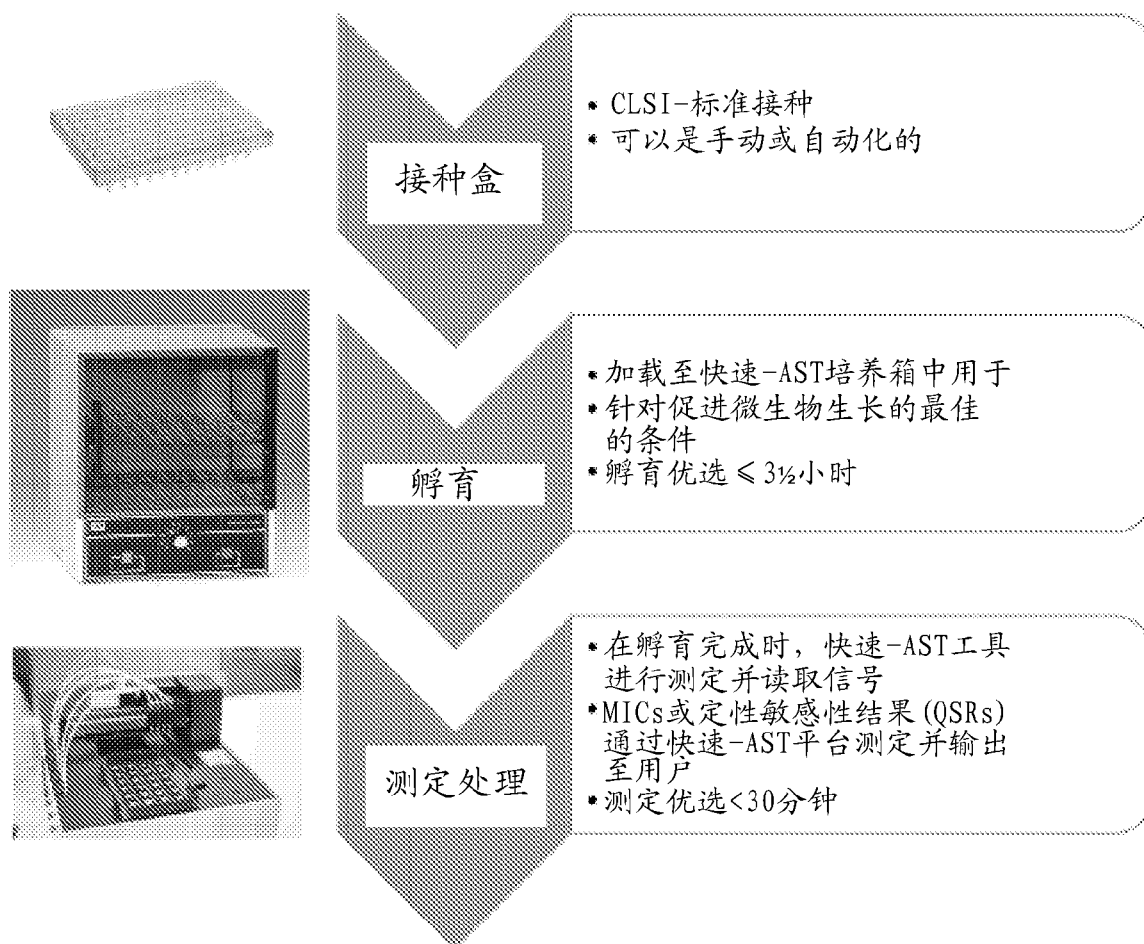 接种盒
• CLSI-标准接种
• 可以是手动或自动化的
孵育
• 加载至快速-AST培养箱中用于
• 针对促进微生物生长的最佳
的条件
• 孵育优选≤3½小时
测定处理
• 在孵育完成时，快速-AST工具
进行测定并读取信号
• MICs或定性敏感性结果(QSRs)
通过快速-AST平台测定并输出
至用户
• 测定优选<30分钟